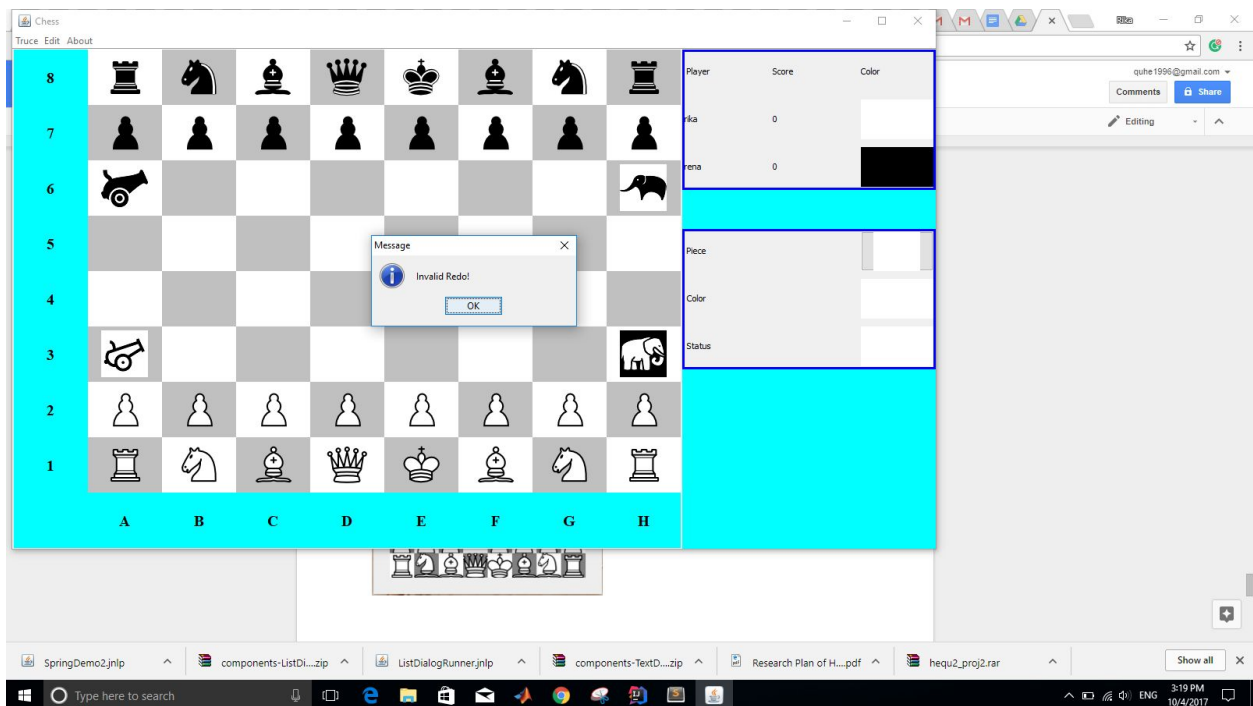 Chess
Truce Edit About
8
7
6
5
4
3
2
1
A B C D E F G H
Player Score Color
rika 0
rena 0
Piece
Color
Status
Message
Invalid Redo!
OK
quhe1996@gmail.com
Comments Share
Editing
SpringDemo2.jnlp
components-ListDi....zip
ListDialogRunner.jnlp
components-TextD....zip
Research Plan of H....pdf
hequ2_proj2.rar
Show all
Type here to search
ENG
3:19 PM
10/4/2017